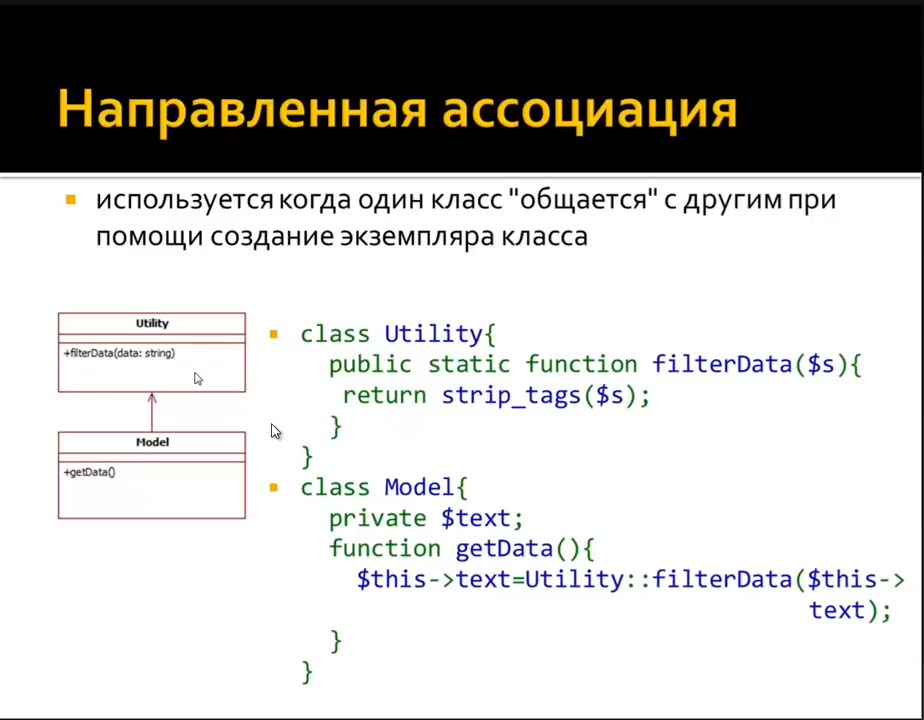 Направленная ассоциация
используется когда один класс "общается" с другим при
помощи создание экземпляра класса
Utility
+filterData(data: string)
Model
+getData()
class Utility{
public static function filterData($s){
return strip_tags($s);
}
}
class Model{
private $text;
function getData(){
$this->text=Utility::filterData($this->
text);
}
}